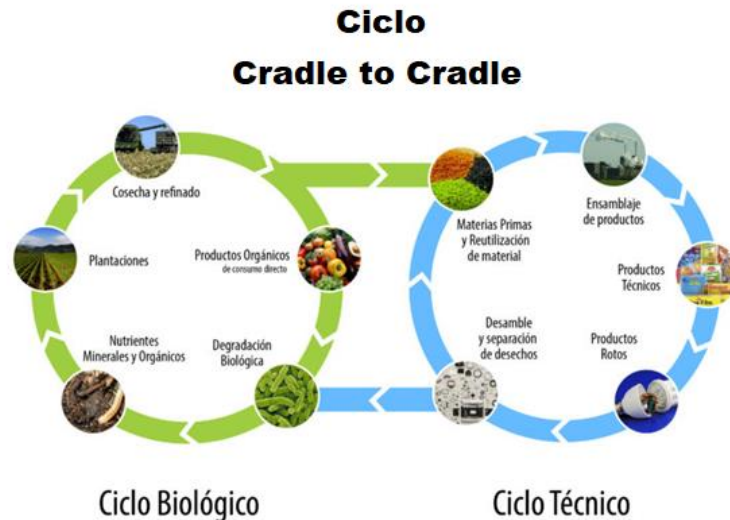 Ciclo
Cradle to Cradle
Cosecha y refinado
Plantaciones
Productos Orgánicos
de consumo directo
Nutrientes
Minerales y Orgánicos
Degradación
Biológica
Materias Primas
y Reutilización
de material
Ensamblaje
de productos
Productos
Técnicos
Desamble
y separación
de desechos
Productos
Rotos
Ciclo Biológico
Ciclo Técnico